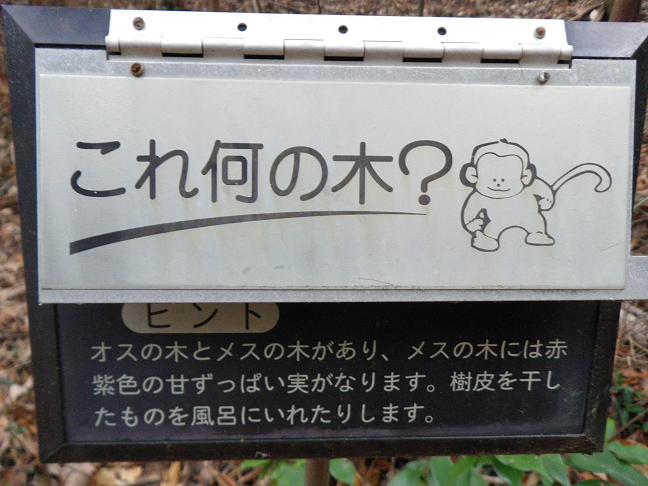 これ何の木?
ヒント
オスの木とメスの木があり、メスの木には赤
紫色の甘ずっぱい実がなります。樹皮を干し
たものを風呂にいれたりします。